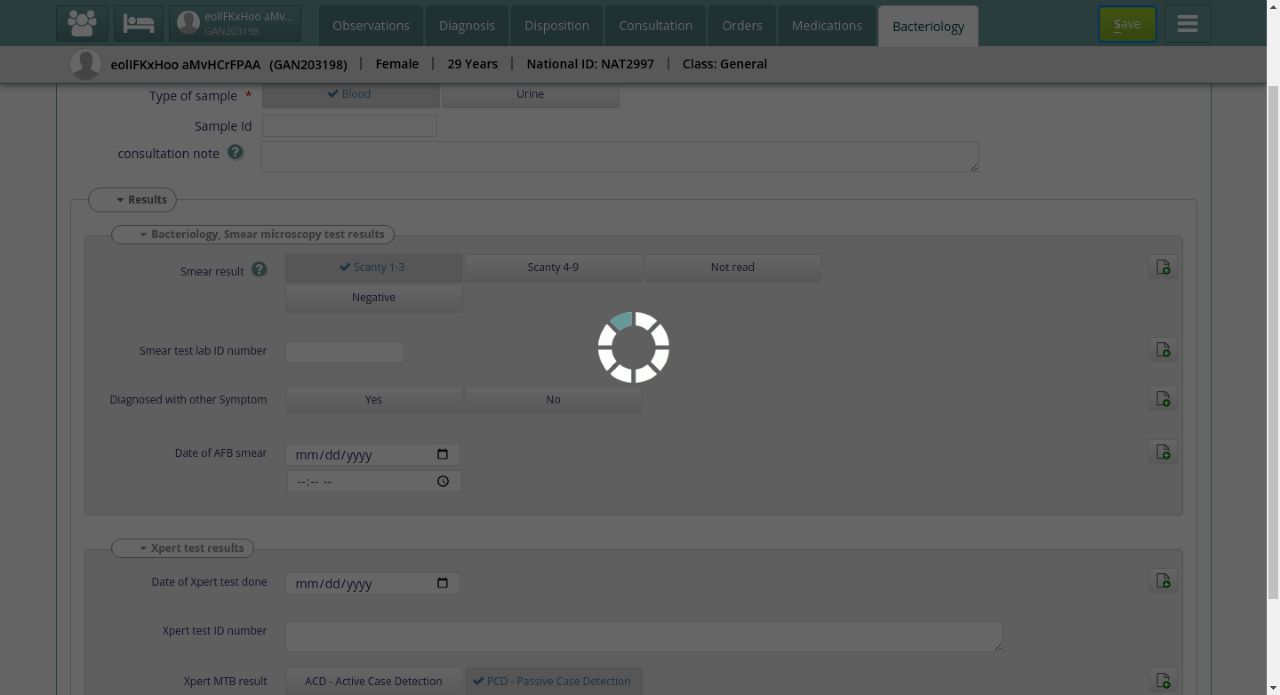 eoIIFKxHoo aMv...
GAN203198
Observations
Diagnosis
Disposition
Consultation
Orders
Medications
Bacteriology
Save
eoIIFKxHoo aMvHCrFPAA (GAN203198) | Female | 29 Years | National ID: NAT2997 | Class: General
Type of sample *
Blood
Urine
Sample Id
consultation note ?
Results
Bacteriology, Smear microscopy test results
Smear result ?
Scanty 1-3
Scanty 4-9
Not read
Negative
Smear test lab ID number
Diagnosed with other Symptom
Yes
No
Date of AFB smear
mm/dd/yyyy
--:-- --
Xpert test results
Date of Xpert test done
mm/dd/yyyy
Xpert test ID number
Xpert MTB result
ACD - Active Case Detection
PCD - Passive Case Detection